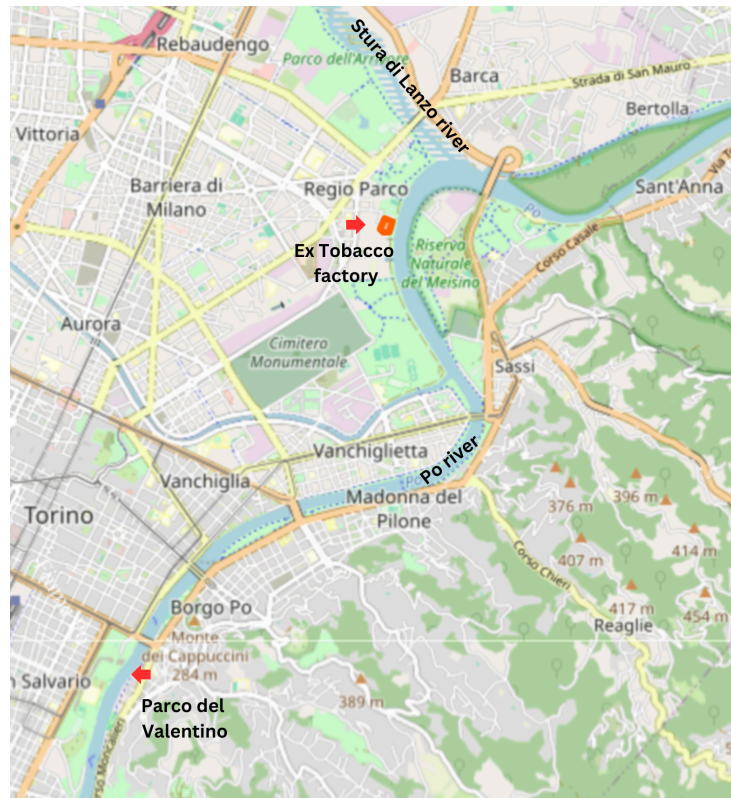 Rebaudengo
Stura di Lanzo river
Barca
Strada di San Mauro
Bertolla
Vittoria
Barriera di
Milano
Regio Parco
Sant'Anna
Po
Ex Tobacco
factory
Riserva
Naturale
del Meisino
Corso Casale
Aurora
Cimitero
Monumentale
Sassi
Vanchiglietta
Po river
Vanchiglia
Madonna del
Pilone
376 m
396 m
Torino
414 m
407 m
Corso Chieri
417 m
454 m
Borgo Po
Reaglie
Monte
dei Cappuccini
284 m
n Salvario
389 m
Parco del
Valentino
rso Moncalieri